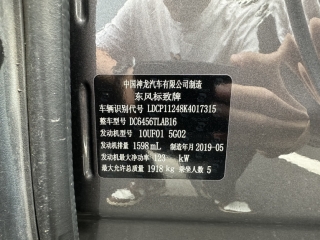 中国神龙汽车有限公司制造
东风标致牌
车辆识别代号 LDCP11248K4017315
整车型号 DC6456TLAB16
发动机型号 10UF01 5G02
发动机排量 1598 mL 制造年月 2019-05
发动机最大净功率 123 kW
最大允许总质量 1918 kg 乘坐人数 5